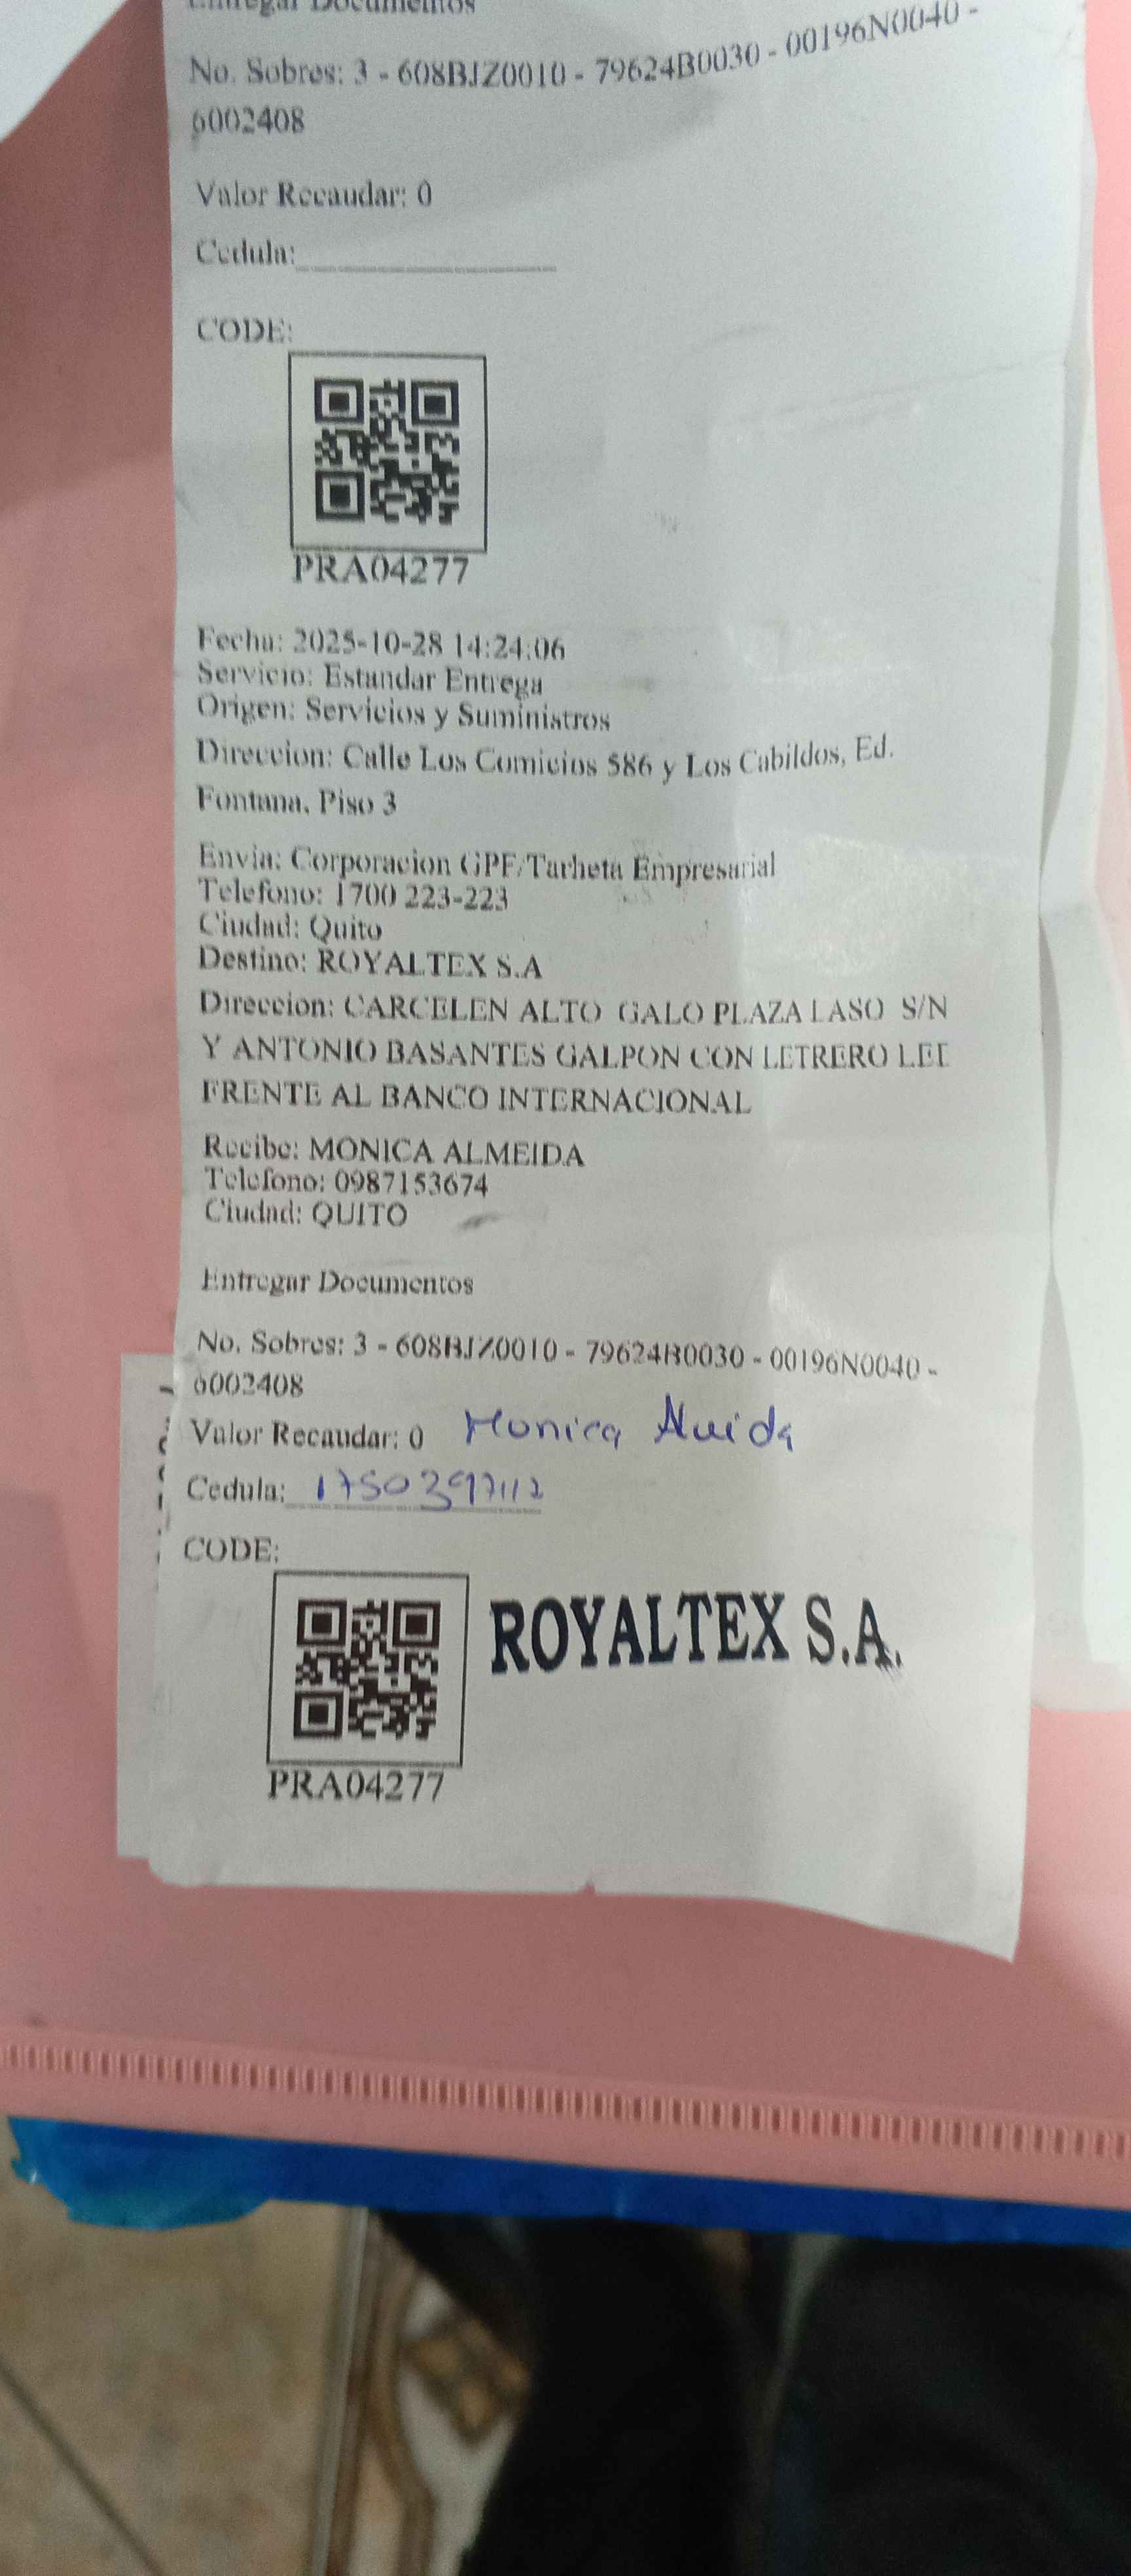 Entregar Documentos
No. Sobres: 3 - 608BJZ0010 - 79624B0030 - 00196N0040 -
6002408
Valor Recaudar: 0
Cedula:
CODE:
PRA04277
Fecha: 2025-10-28 14:24:06
Servicio: Estandar Entrega
Origen: Servicios y Suministros
Direccion: Calle Los Comicios 586 y Los Cabildos, Ed.
Fontana, Piso 3
Envia: Corporacion GPF/Tarheta Empresarial
Telefono: 1700 223-223
Ciudad: Quito
Destino: ROYALTEX S.A
Direccion: CARCELEN ALTO GALO PLAZA LASO S/N
Y ANTONIO BASANTES GALPON CON LETRERO LEE
FRENTE AL BANCO INTERNACIONAL
Recibe: MONICA ALMEIDA
Telefono: 0987153674
Ciudad: QUITO
Entregar Documentos
No. Sobres: 3 - 608BJZ0010 - 79624B0030 - 00196N0040 -
6002408
Valor Recaudar: 0 Monica
Cedula: 1750397112
CODE:
ROYALTEX S.A.
PRA04277